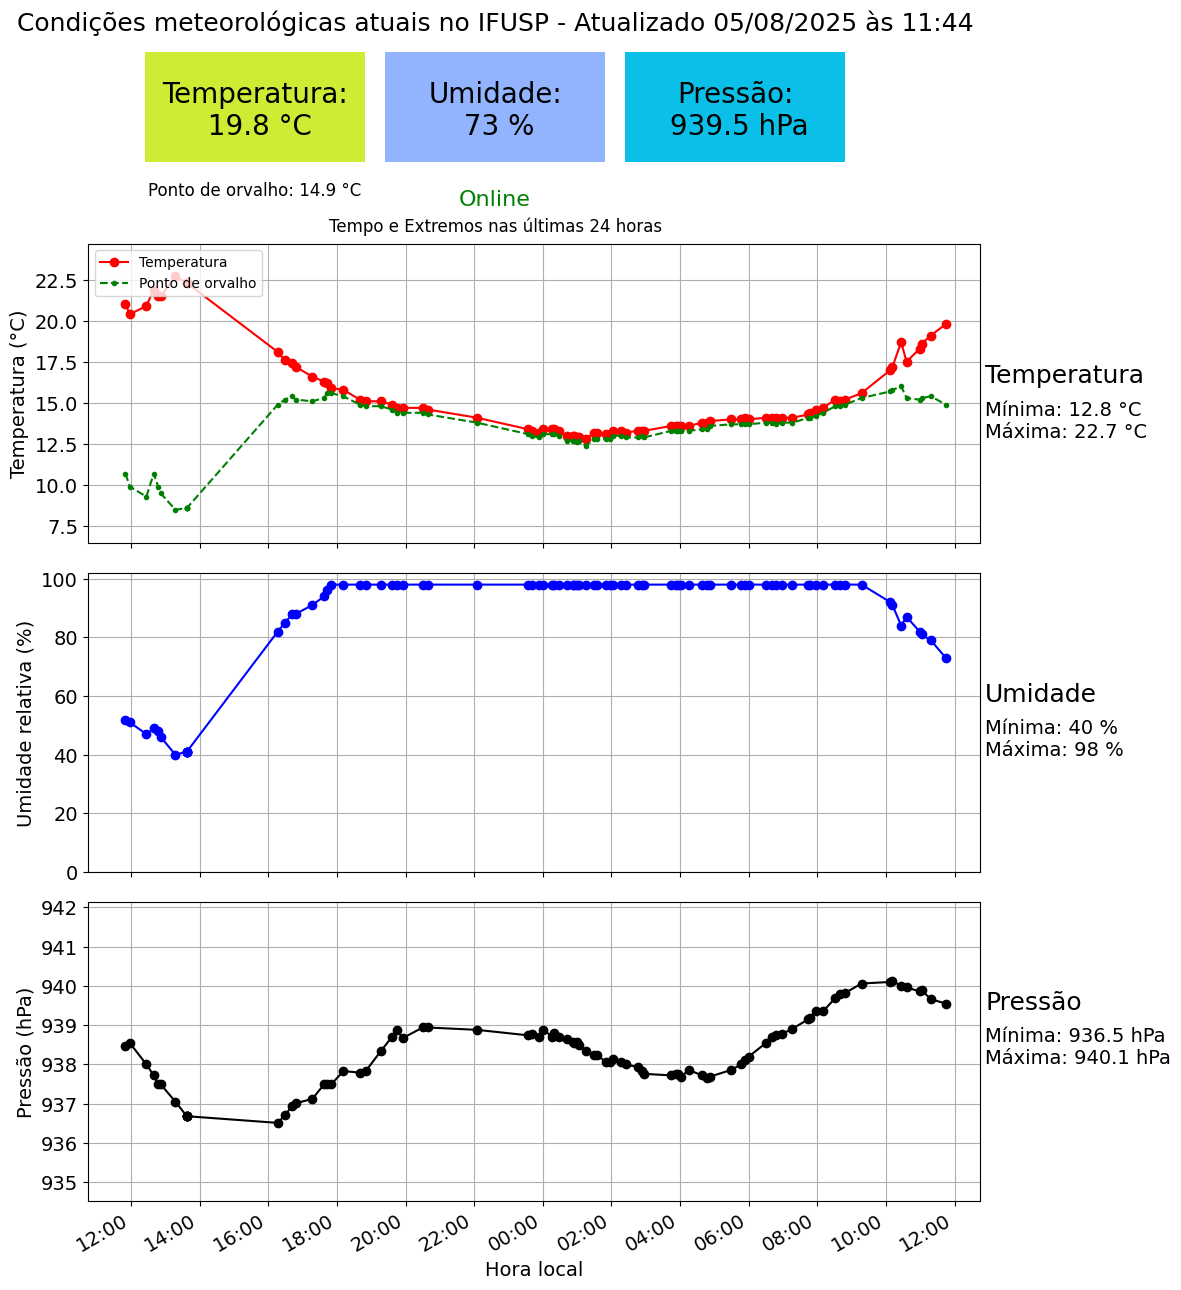 Condições meteorológicas atuais no IFUSP - Atualizado 05/08/2025 às 11:44
Temperatura:
19.8 °C
Umidade:
73 %
Pressão:
939.5 hPa
Ponto de orvalho: 14.9 °C
Online
Tempo e Extremos nas últimas 24 horas
Temperatura
Ponto de orvalho
Temperatura (°C)
22.5
20.0
17.5
15.0
12.5
10.0
7.5
Temperatura
Mínima: 12.8 °C
Máxima: 22.7 °C
Umidade relativa (%)
100
80
60
40
20
0
Umidade
Mínima: 40 %
Máxima: 98 %
Pressão (hPa)
942
941
940
939
938
937
936
935
Pressão
Mínima: 936.5 hPa
Máxima: 940.1 hPa
12:00
14:00
16:00
18:00
20:00
22:00
00:00
02:00
04:00
06:00
08:00
10:00
12:00
Hora local